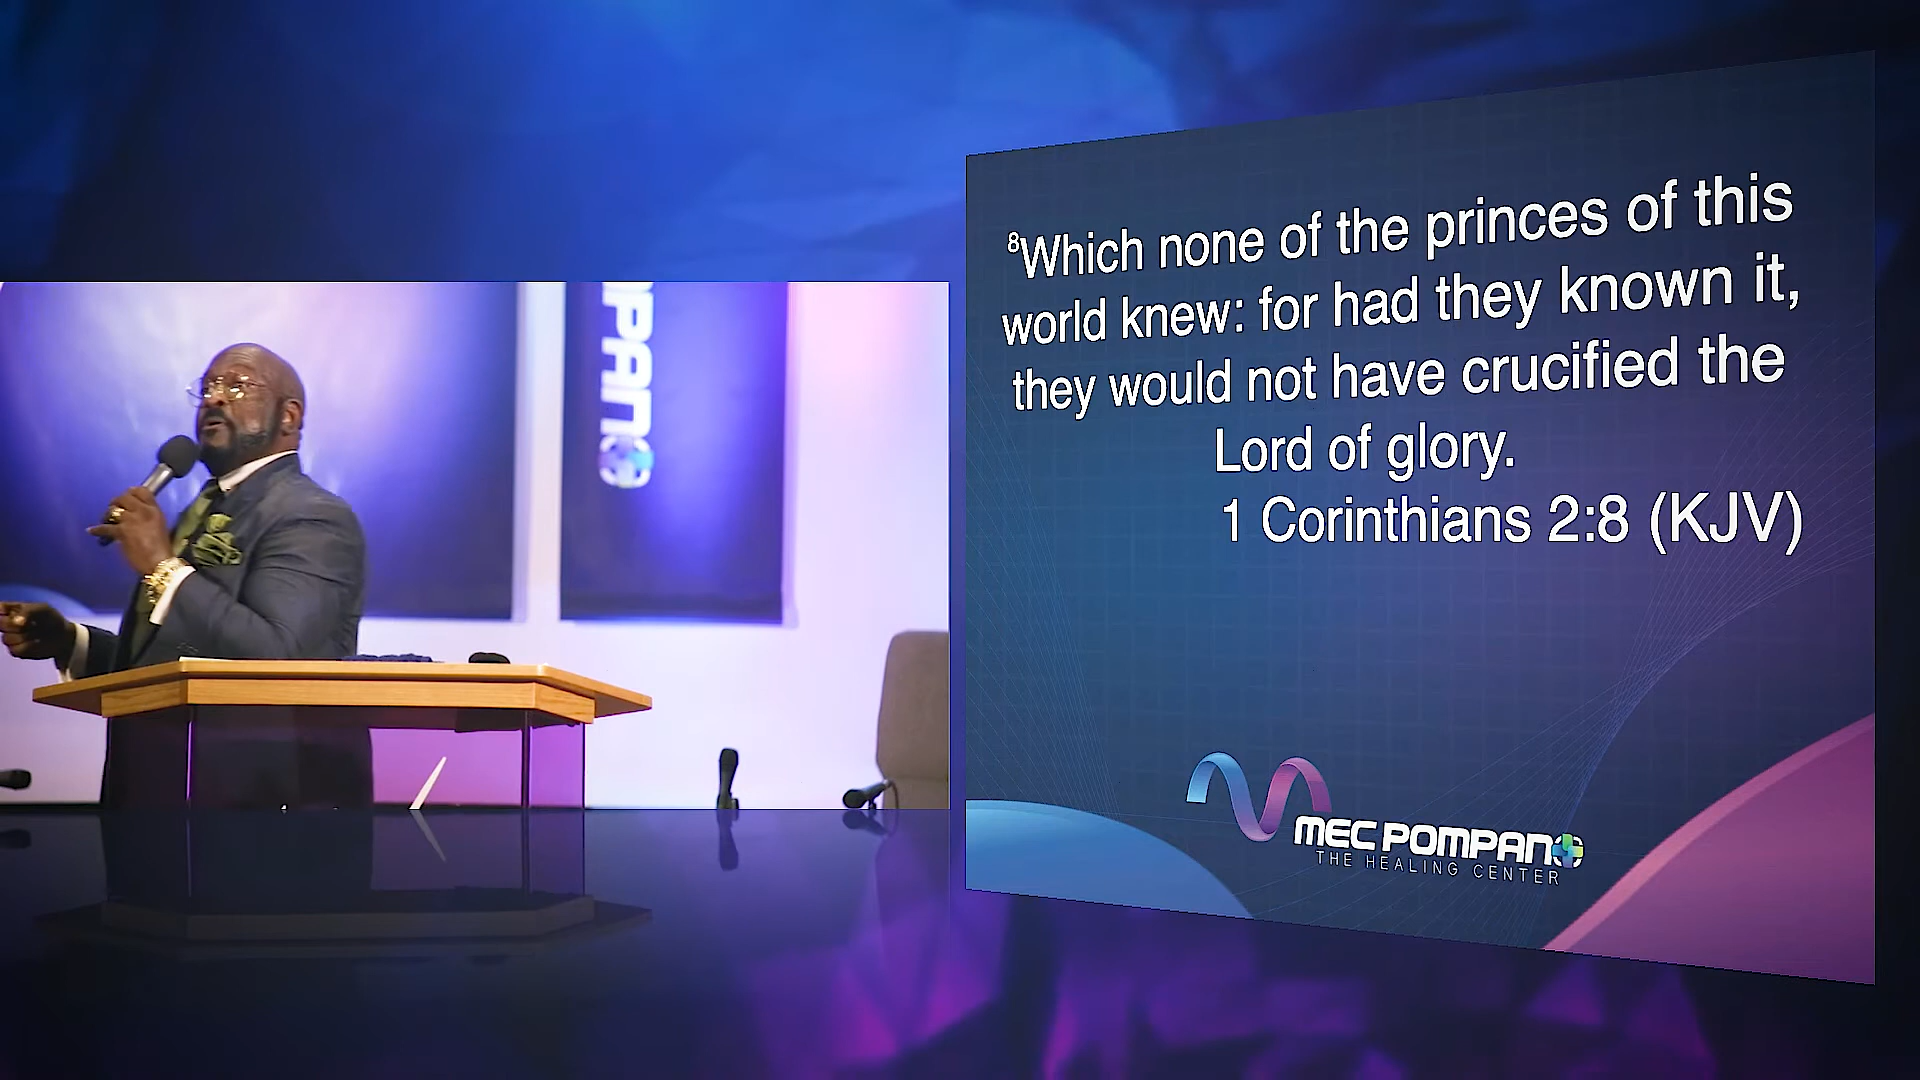 PANO
8Which none of the princes of this
world knew: for had they known it,
they would not have crucified the
Lord of glory.
1 Corinthians 2:8 (KJV)
MEC POMPANO
THE HEALING CENTER